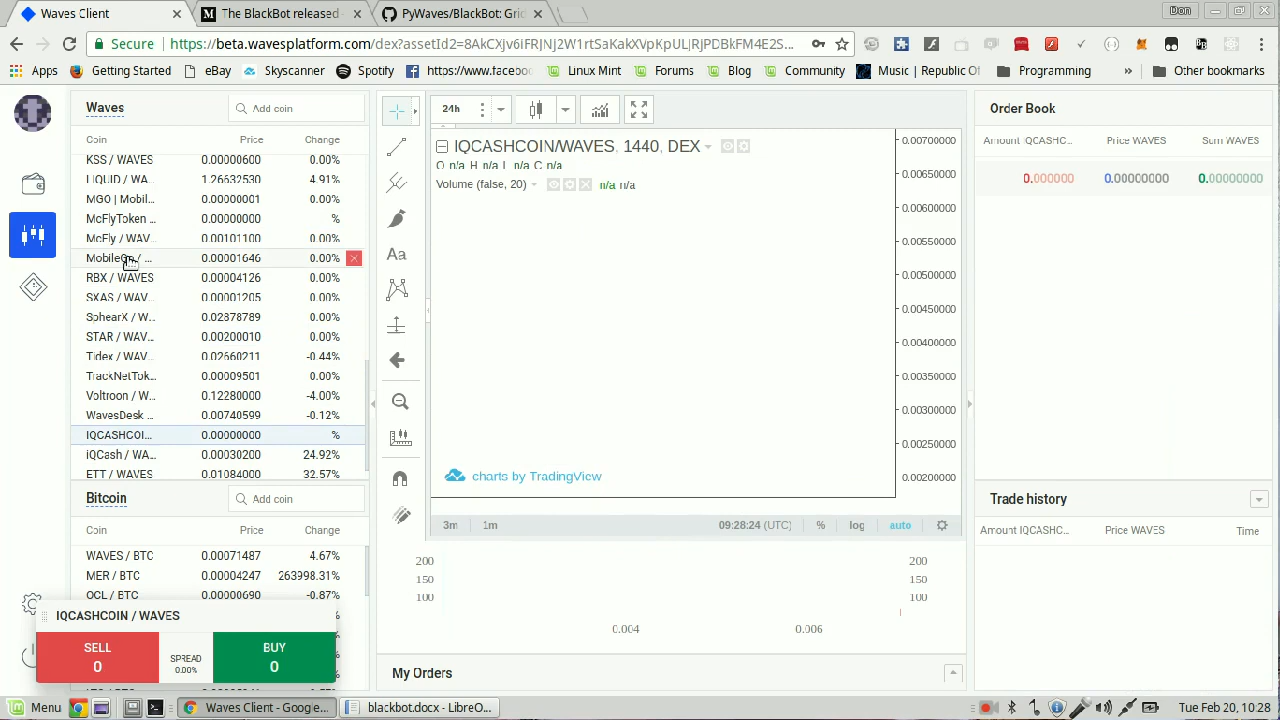 Waves Client
The BlackBot released -
PyWaves/BlackBot: Grid
Don
Secure
https://beta.wavesplatform.com/dex?assetId2=
Apps
Getting Started
eBay
Skyscanner
Spotify
https://www.faceboo
Linux Mint
Forums
Blog
Community
Music | Republic Of
Programming
»
Other bookmarks
Waves
Add coin
Coin Price Change
KSS / WAVES 0.00000600 0.00%
LIQUID / WA... 1.26632530 4.91%
MGO | Mobil... 0.00000001 0.00%
McFlyToken ... 0.00000000 %
McFly / WAV... 0.00101100 0.00%
MobileGo / ... 0.00001646 0.00%
RBX / WAVES 0.00004126 0.00%
SXAS / WAV... 0.00001205 0.00%
SphearX / W... 0.02878789 0.00%
STAR / WAV... 0.00200010 0.00%
Tidex / WAV... 0.02660211 -0.44%
TrackNetTok... 0.00009501 0.00%
Voltroon / W... 0.12280000 -4.00%
WavesDesk ... 0.00740599 -0.12%
IQCASHCOI... 0.00000000 %
iQCash / WA... 0.00030200 24.92%
ETT / WAVES 0.01084000 32.57%
Bitcoin
Add coin
Coin Price Change
WAVES / BTC 0.00071487 4.67%
MER / BTC 0.00004247 263998.31%
OCL / BTC 0.00000690 -0.87%
IQCASHCOIN / WAVES
SELL
0
SPREAD
0.00%
BUY
0
24h
IQCASHCOIN/WAVES, 1440, DEX
O n/a H n/a L n/a C n/a
Volume (false, 20)
n/a n/a
Aa
0.00700000
0.00650000
0.00600000
0.00550000
0.00500000
0.00450000
0.00400000
0.00350000
0.00300000
0.00250000
0.00200000
charts by TradingView
3m 1m 09:28:24 (UTC) % log auto
200 200
150 150
100 100
0.004 0.006
My Orders
Order Book
Amount IQCASHC... Price WAVES Sum WAVES
0.000000 0.00000000 0.00000000
Trade history
Amount IQCASHC... Price WAVES Time
Menu
Waves Client - Google...
blackbot.docx - LibreO...
Tue Feb 20, 10:28